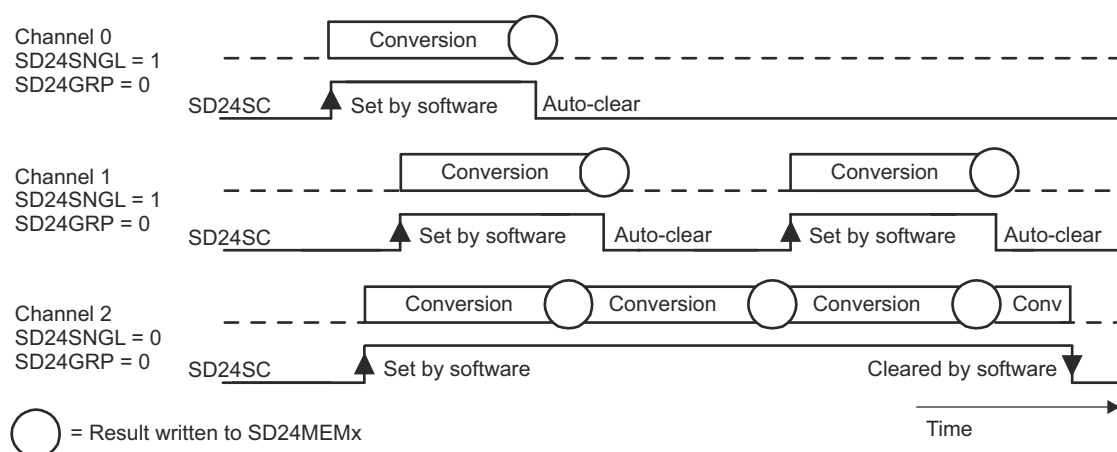 Channel 0
SD24SNGL = 1
SD24GRP = 0
Conversion
SD24SC
Set by software
Auto-clear
Channel 1
SD24SNGL = 1
SD24GRP = 0
Conversion
Conversion
SD24SC
Set by software
Auto-clear
Set by software
Auto-clear
Channel 2
SD24SNGL = 0
SD24GRP = 0
Conversion
Conversion
Conversion
Conv
SD24SC
Set by software
Cleared by software
= Result written to SD24MEMx
Time